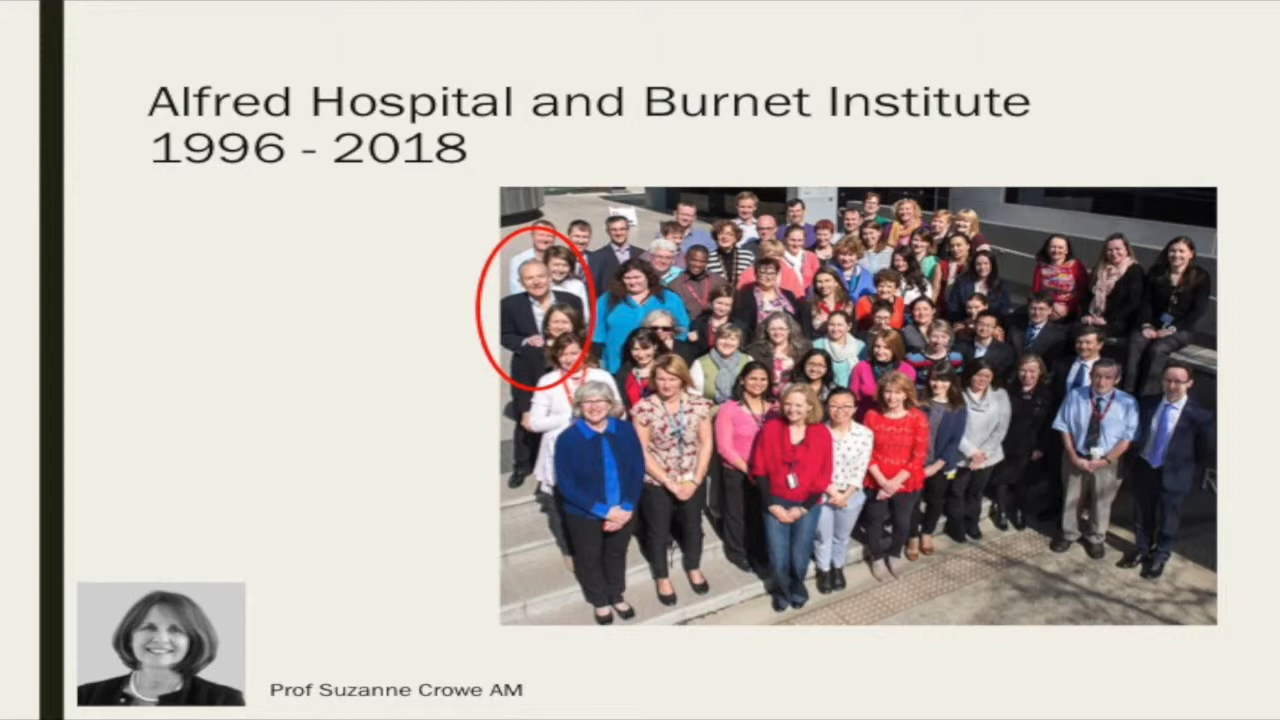 Alfred Hospital and Burnet Institute
1996 - 2018
Prof Suzanne Crowe AM